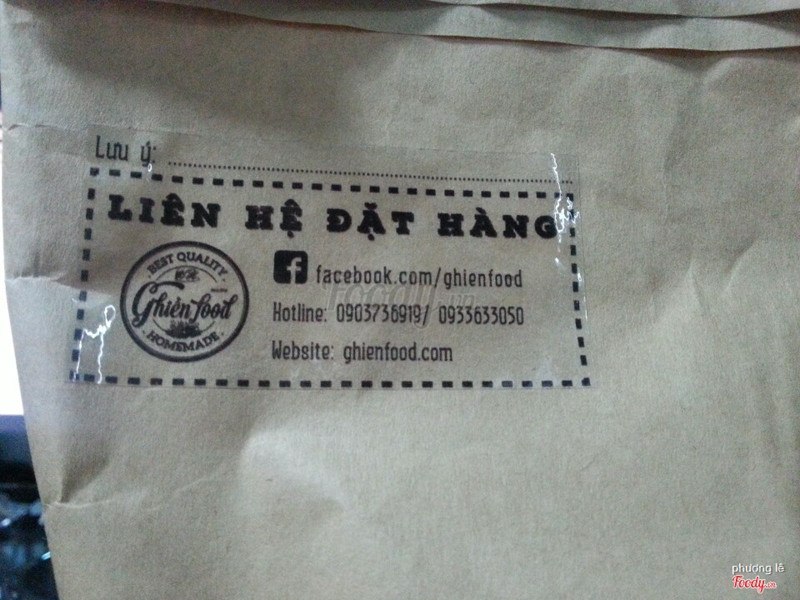 Lưu ý:
LIÊN HỆ ĐẶT HÀNG
BEST QUALITY
Ghiền food
HOMEMADE
facebook.com/ghienfood
Hotline: 0903736919/ 0933633050
Website: ghienfood.com
phương lê
Foody.vn